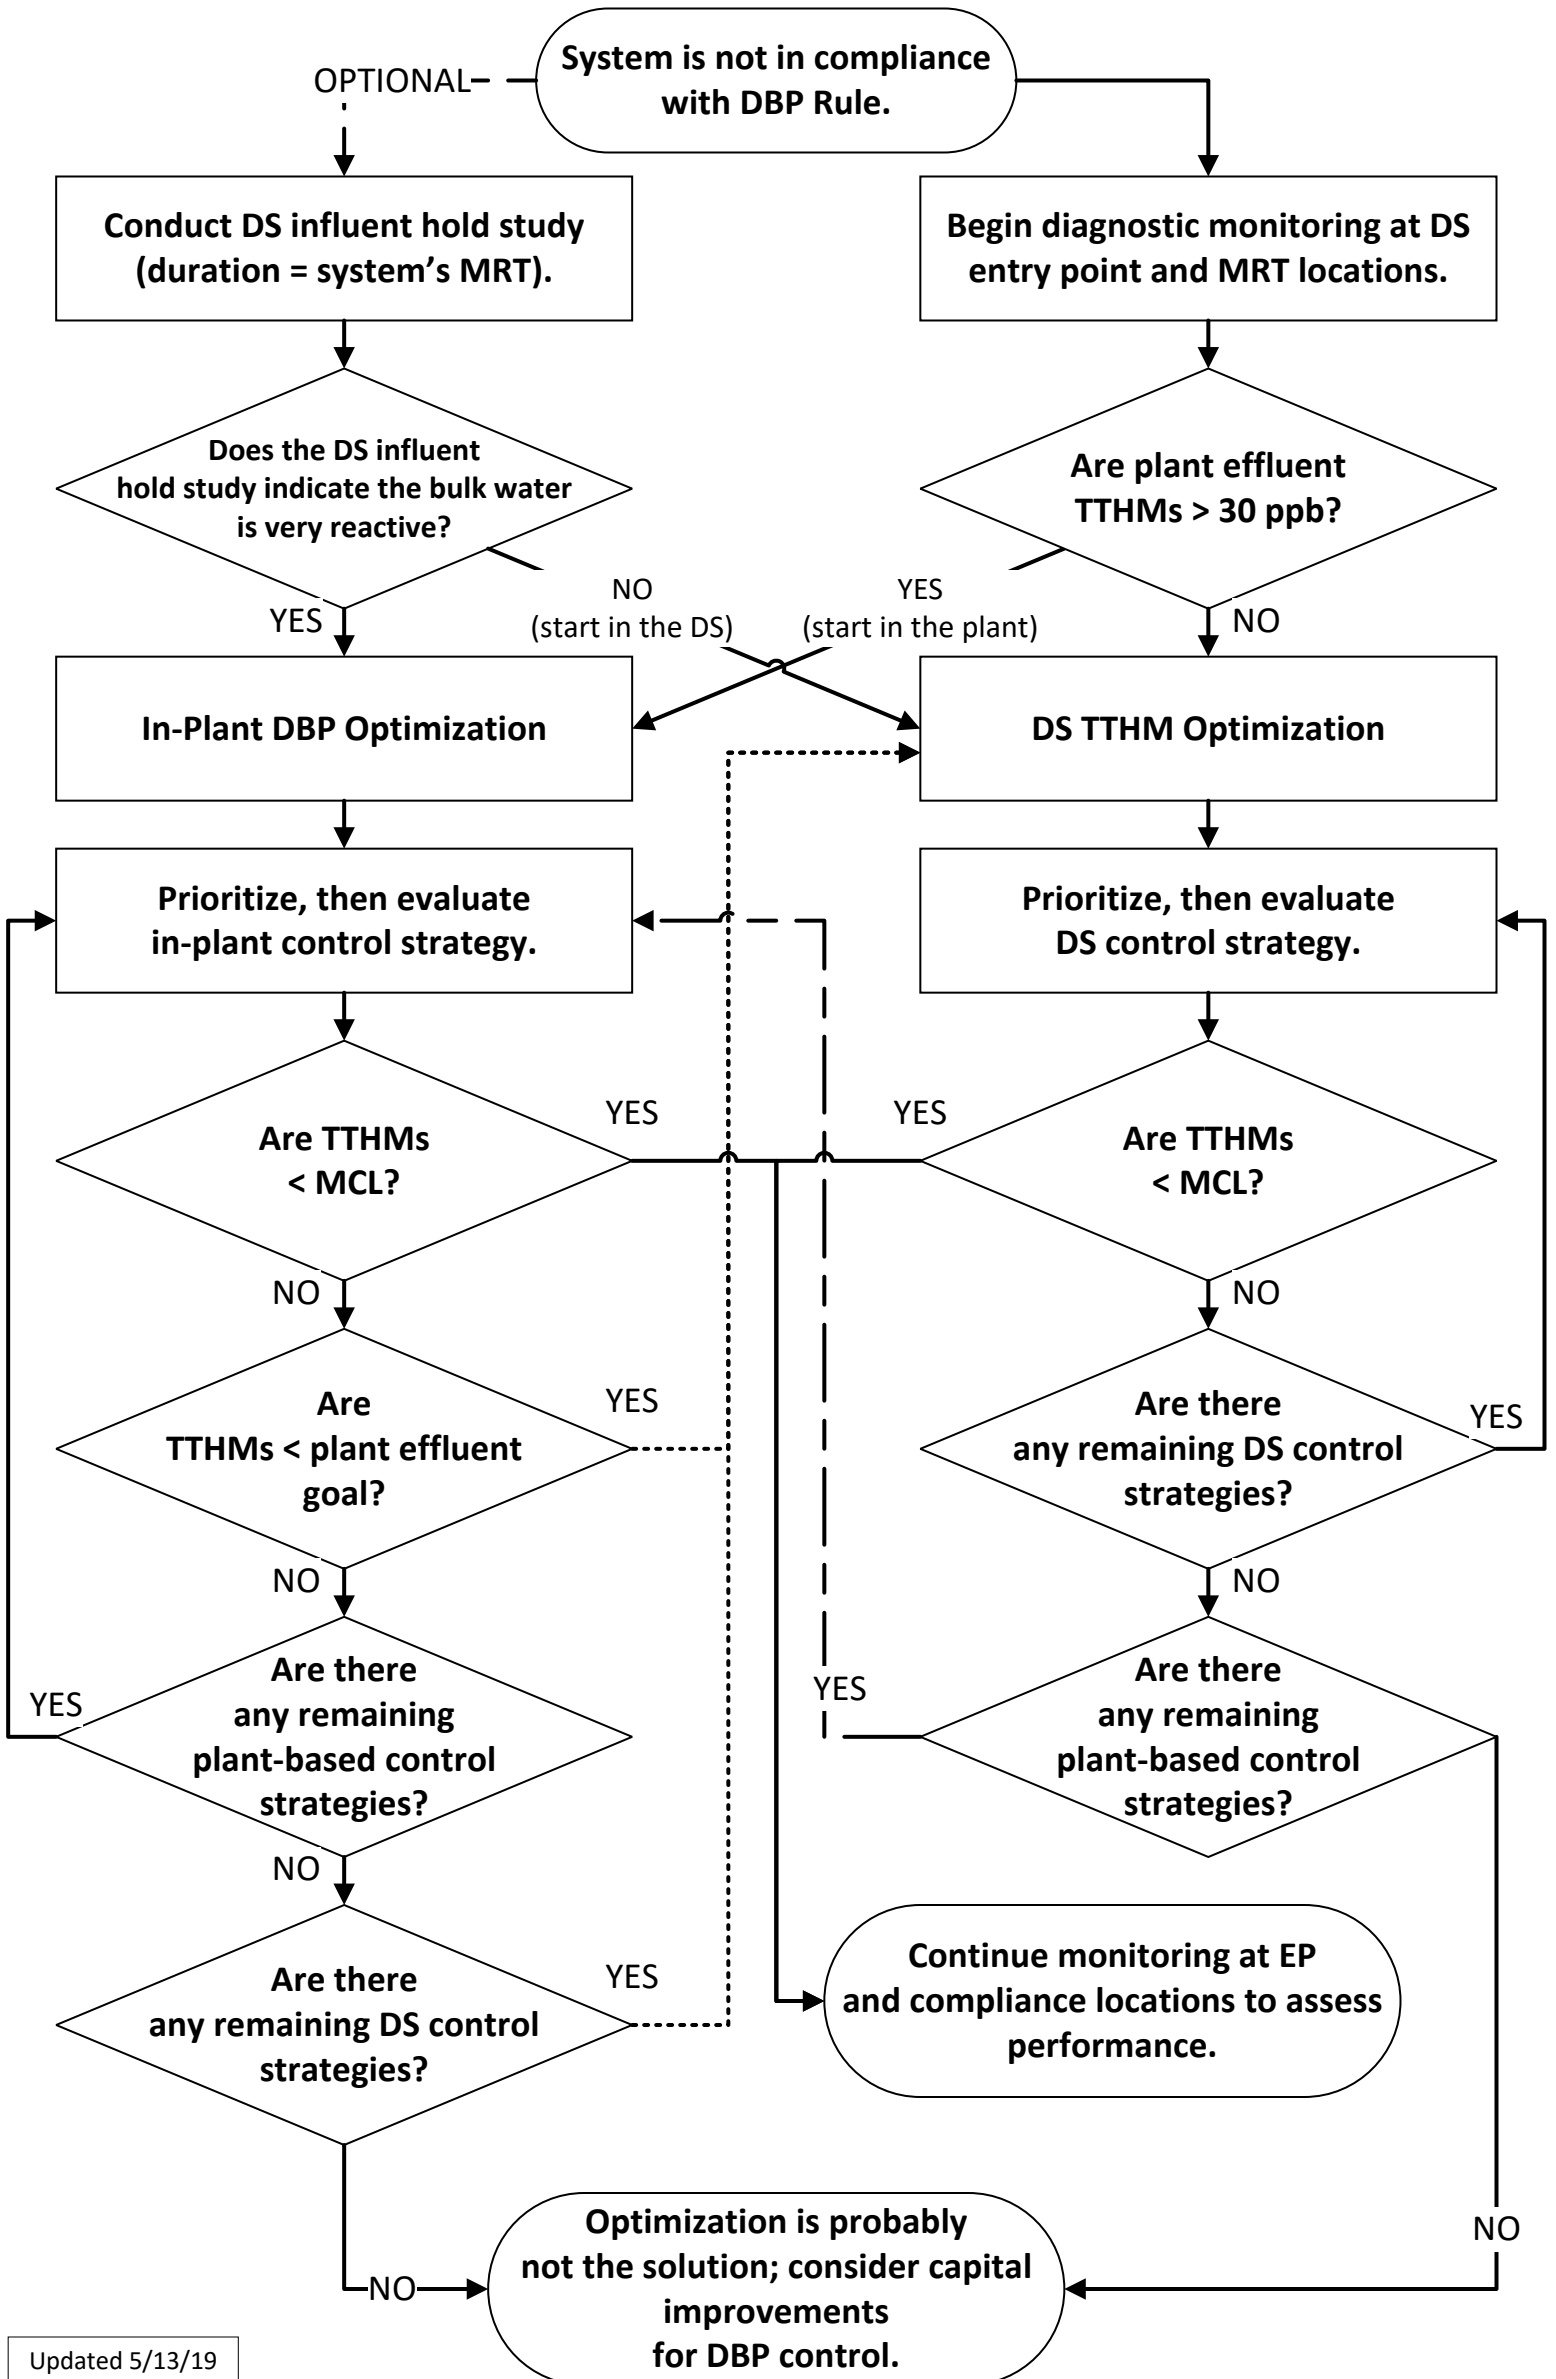 System is not in compliance
with DBP Rule.
OPTIONAL
Conduct DS influent hold study
(duration = system's MRT).
Begin diagnostic monitoring at DS
entry point and MRT locations.
Does the DS influent
hold study indicate the bulk water
is very reactive?
Are plant effluent
TTHMs > 30 ppb?
NO
(start in the DS)
YES
(start in the plant)
YES
NO
In-Plant DBP Optimization
DS TTHM Optimization
Prioritize, then evaluate
in-plant control strategy.
Prioritize, then evaluate
DS control strategy.
Are TTHMs
< MCL?
YES
YES
Are TTHMs
< MCL?
NO
NO
Are
TTHMs < plant effluent
goal?
YES
Are there
any remaining DS control
strategies?
YES
NO
NO
Are there
any remaining
plant-based control
strategies?
YES
Are there
any remaining
plant-based control
strategies?
YES
NO
Are there
any remaining DS control
strategies?
YES
Continue monitoring at EP
and compliance locations to assess
performance.
NO
NO
Optimization is probably
not the solution; consider capital
improvements
for DBP control.
Updated 5/13/19